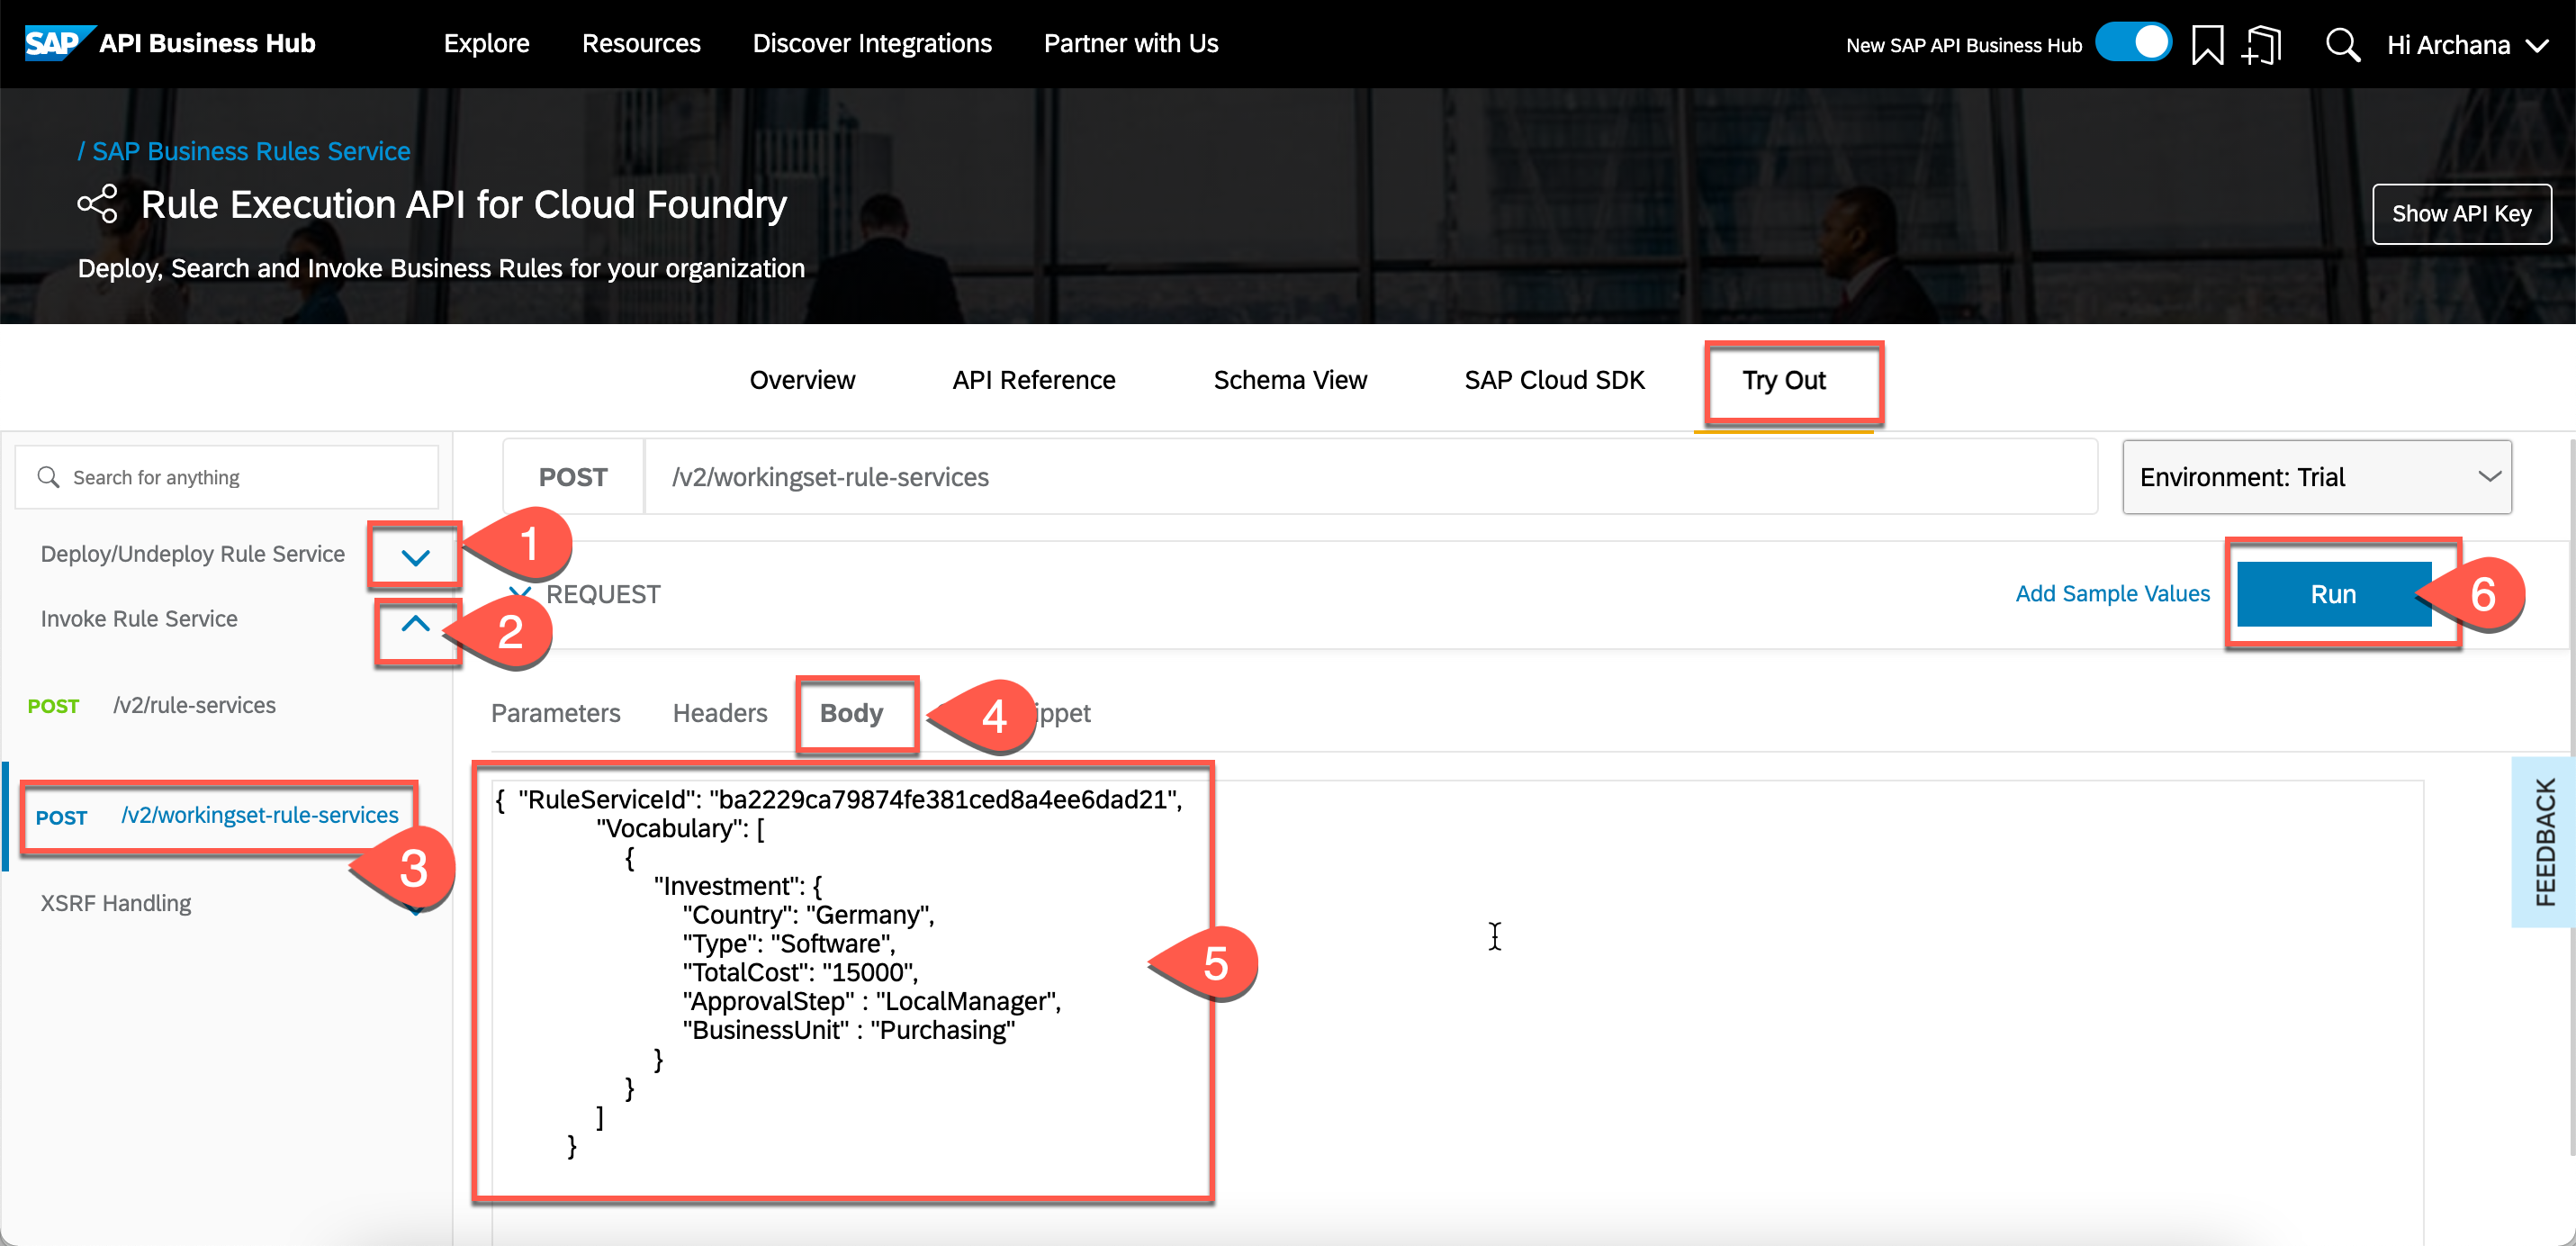 SAP API Business Hub Explore Resources Discover Integrations Partner with Us New SAP API Business Hub Hi Archana
/ SAP Business Rules Service
Rule Execution API for Cloud Foundry
Show API Key
Deploy, Search and Invoke Business Rules for your organization
Overview API Reference Schema View SAP Cloud SDK Try Out
Search for anything
POST /v2/workingset-rule-services
Environment: Trial
Deploy/Undeploy Rule Service
1
Invoke Rule Service
2
REQUEST
Add Sample Values
Run
6
POST /v2/rule-services
Parameters Headers Body
4
ippet
POST /v2/workingset-rule-services
3
XSRF Handling
{ "RuleServiceId": "ba2229ca79874fe381ced8a4ee6dad21",
"Vocabulary": [
{
"Investment": {
"Country": "Germany",
"Type": "Software",
"TotalCost": "15000",
"ApprovalStep" : "LocalManager",
"BusinessUnit" : "Purchasing"
}
}
]
}
5
FEEDBACK